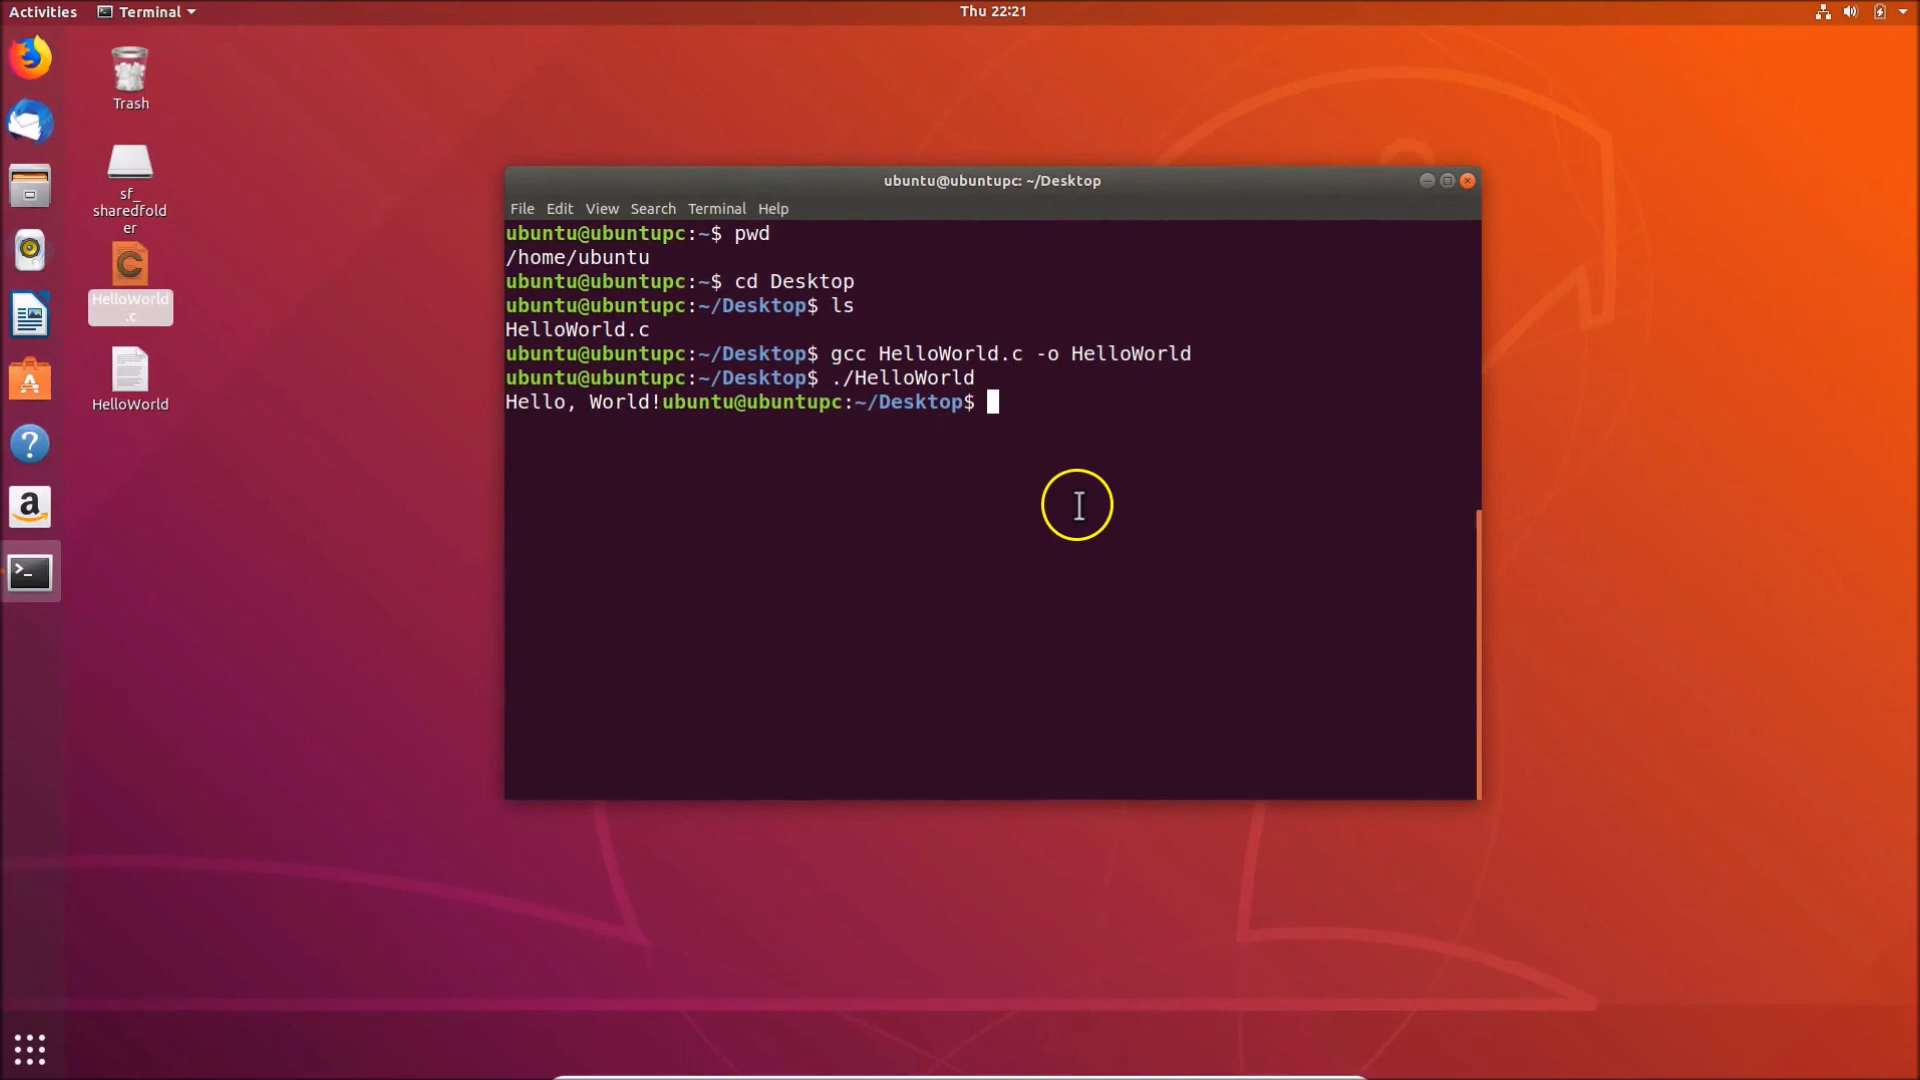 Activities Terminal Thu 22:21
Trash
sf_
sharedfold
er
HelloWorld
.c
HelloWorld
ubuntu@ubuntupc: ~/Desktop
File Edit View Search Terminal Help
ubuntu@ubuntupc:~$ pwd
/home/ubuntu
ubuntu@ubuntupc:~$ cd Desktop
ubuntu@ubuntupc:~/Desktop$ ls
HelloWorld.c
ubuntu@ubuntupc:~/Desktop$ gcc HelloWorld.c -o HelloWorld
ubuntu@ubuntupc:~/Desktop$ ./HelloWorld
Hello, World!ubuntu@ubuntupc:~/Desktop$